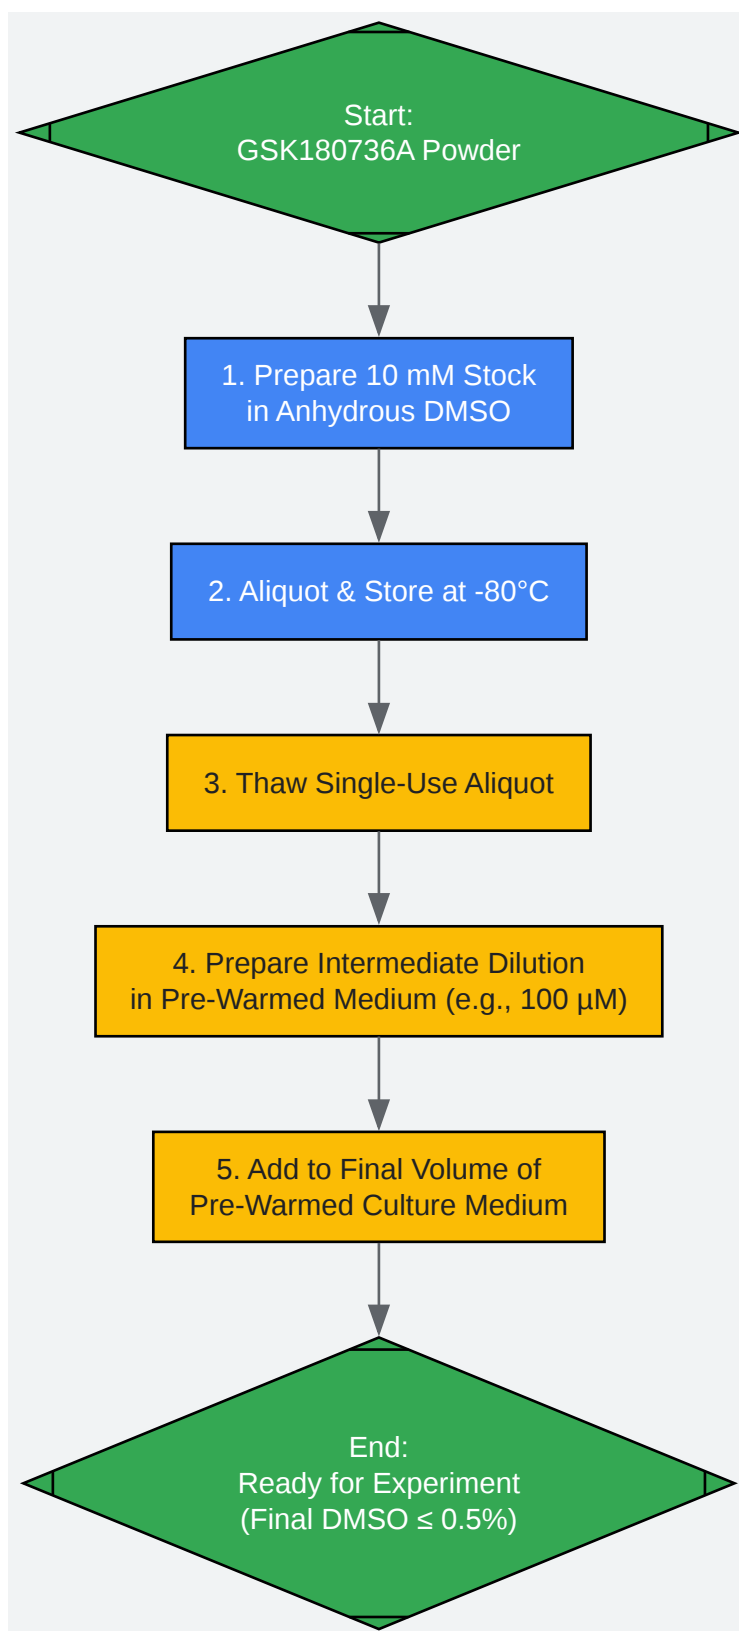 Start:
GSK180736A Powder
1. Prepare 10 mM Stock
in Anhydrous DMSO
2. Aliquot & Store at -80°C
3. Thaw Single-Use Aliquot
4. Prepare Intermediate Dilution
in Pre-Warmed Medium (e.g., 100 µM)
5. Add to Final Volume of
Pre-Warmed Culture Medium
End:
Ready for Experiment
(Final DMSO ≤ 0.5%)